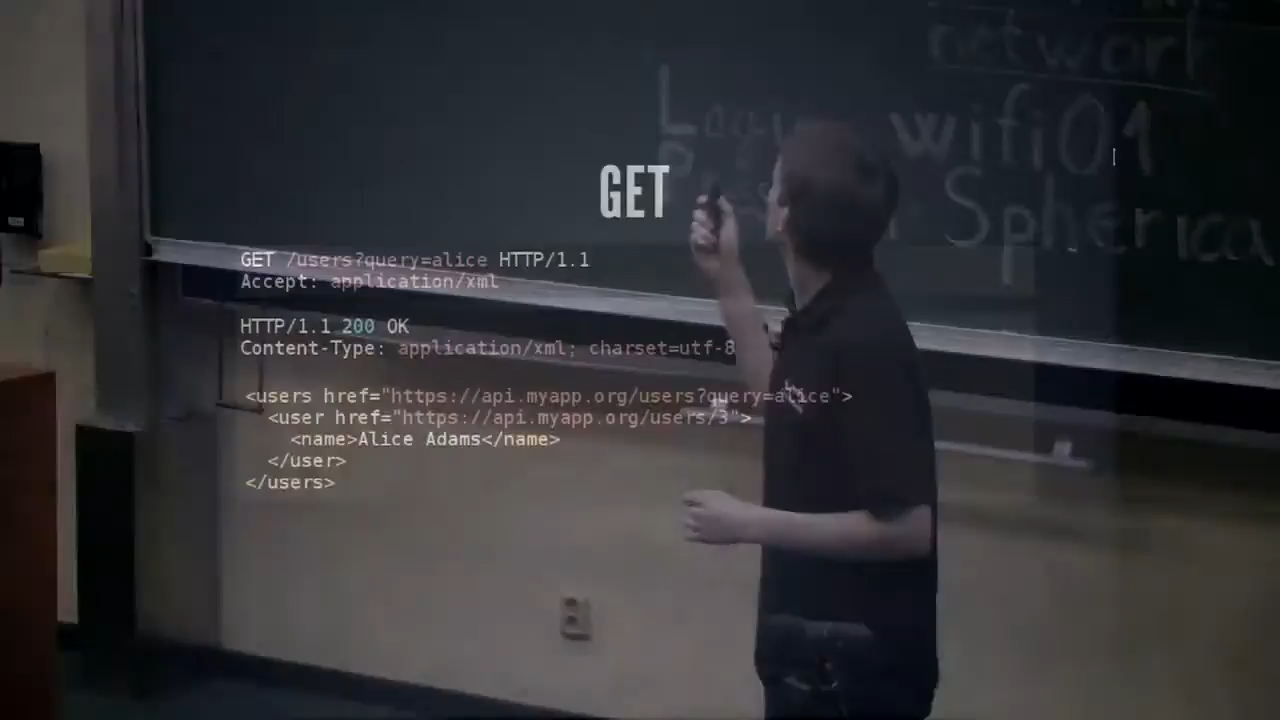 network
Login wifi01
Spherica
GET
GET /users?query=alice HTTP/1.1
Accept: application/xml
HTTP/1.1 200 OK
Content-Type: application/xml; charset=utf-8
<users href="https://api.myapp.org/users?query=alice">
<user href="https://api.myapp.org/users/3">
<name>Alice Adams</name>
</user>
</users>